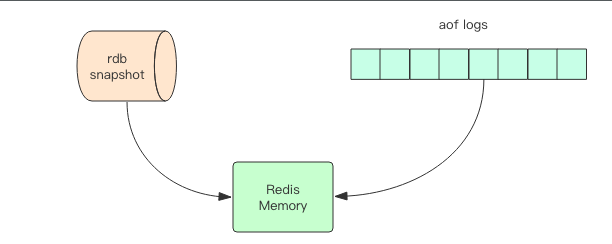 aof logs
rdb
snapshot
Redis
Memory